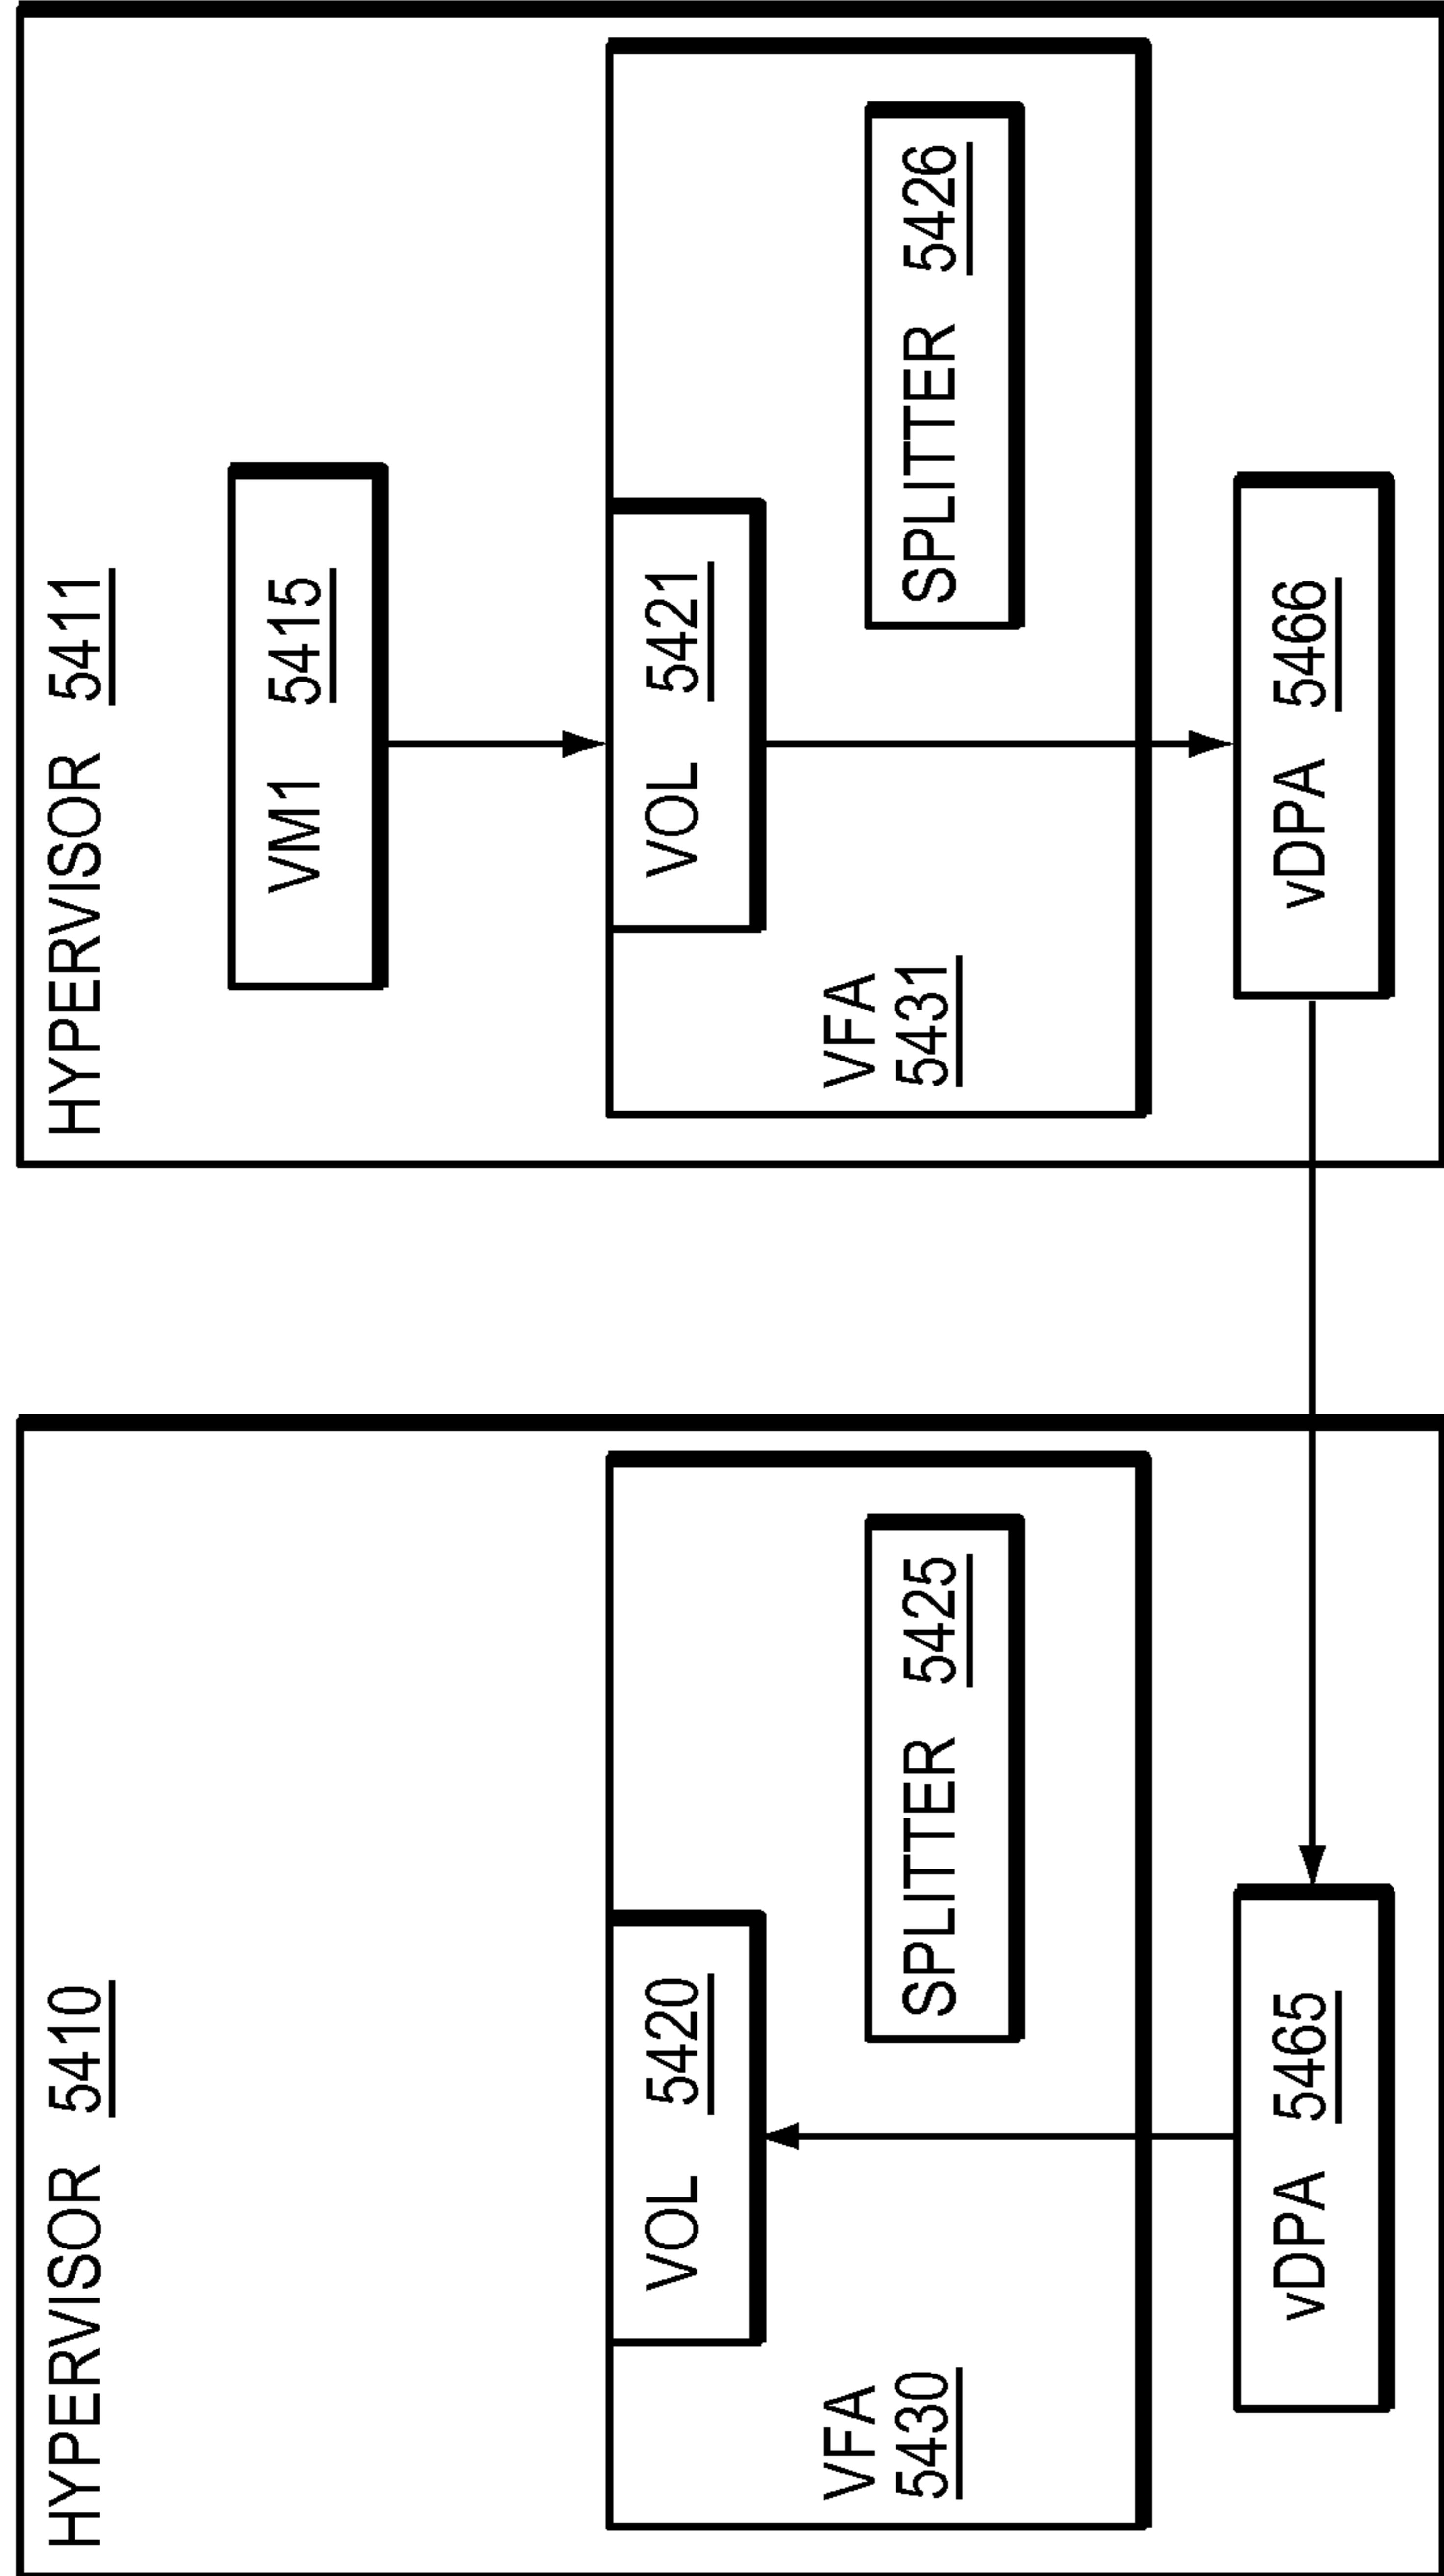 HYPERVISOR 5410
VOL 5420
VFA
5430
SPLITTER 5425
vDPA 5465
HYPERVISOR 5411
VM1 5415
VOL 5421
VFA
5431
SPLITTER 5426
vDPA 5466